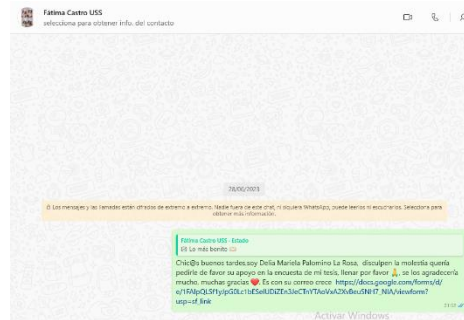 Fátima Castro USS
selecciona para obtener info. del contacto
28/06/2023
Los mensajes y las llamadas están cifrados de extremo a extremo. Nadie fuera de este chat, ni siquiera WhatsApp, puede leerlos ni escucharlos. Selecciona para
obtener más información.
Fátima Castro USS - Estado
Lo más bonito
Chic@s buenos tardes,soy Delia Mariela Palomino La Rosa, disculpen la molestia quería
pedirle de favor su apoyo en la encuesta de mi tesis, llenar por favor 🙏, se los agradecería
mucho, muchas gracias ❤️. Es con su correo crece https://docs.google.com/forms/d/
usp=sf_link
Activar Windows